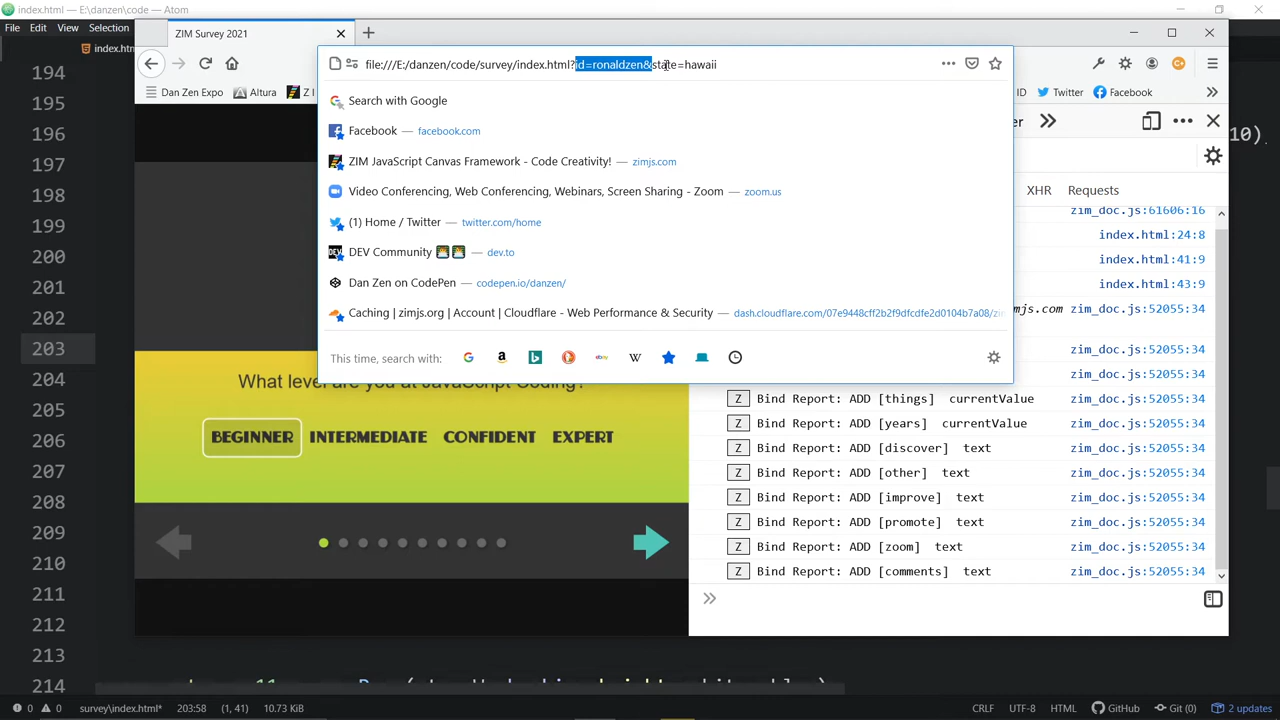 index.html — E:\danzen\code — Atom
File Edit View Selection
index.htm
ZIM Survey 2021
file:///E:/danzen/code/survey/index.html?id=ronaldzen&state=hawaii
Dan Zen Expo Altura Z I ID Twitter Facebook
Search with Google
Facebook — facebook.com
ZIM JavaScript Canvas Framework - Code Creativity! — zimjs.com
Video Conferencing, Web Conferencing, Webinars, Screen Sharing - Zoom — zoom.us
(1) Home / Twitter — twitter.com/home
DEV Community — dev.to
Dan Zen on CodePen — codepen.io/danzen/
Caching | zimjs.org | Account | Cloudflare - Web Performance & Security — dash.cloudflare.com/07e9448cff2b2f9dfcdfe2d0104b7a08/zim
This time, search with:
er
XHR Requests
10)
zim_doc.js:61606:16
index.html:24:8
index.html:41:9
index.html:43:9
mjs.com zim_doc.js:52055:34
zim_doc.js:52055:34
zim_doc.js:52055:34
Z Bind Report: ADD [things] currentValue zim_doc.js:52055:34
Z Bind Report: ADD [years] currentValue zim_doc.js:52055:34
Z Bind Report: ADD [discover] text zim_doc.js:52055:34
Z Bind Report: ADD [other] text zim_doc.js:52055:34
Z Bind Report: ADD [improve] text zim_doc.js:52055:34
Z Bind Report: ADD [promote] text zim_doc.js:52055:34
Z Bind Report: ADD [zoom] text zim_doc.js:52055:34
Z Bind Report: ADD [comments] text zim_doc.js:52055:34
What level are you at JavaScript Coding?
BEGINNER INTERMEDIATE CONFIDENT EXPERT
194
195
196
197
198
199
200
201
202
203
204
205
206
207
208
209
210
211
212
213
214
0 0 survey\index.html* 203:58 (1, 41) 10.73 KiB CRLF UTF-8 HTML GitHub Git (0) 2 updates